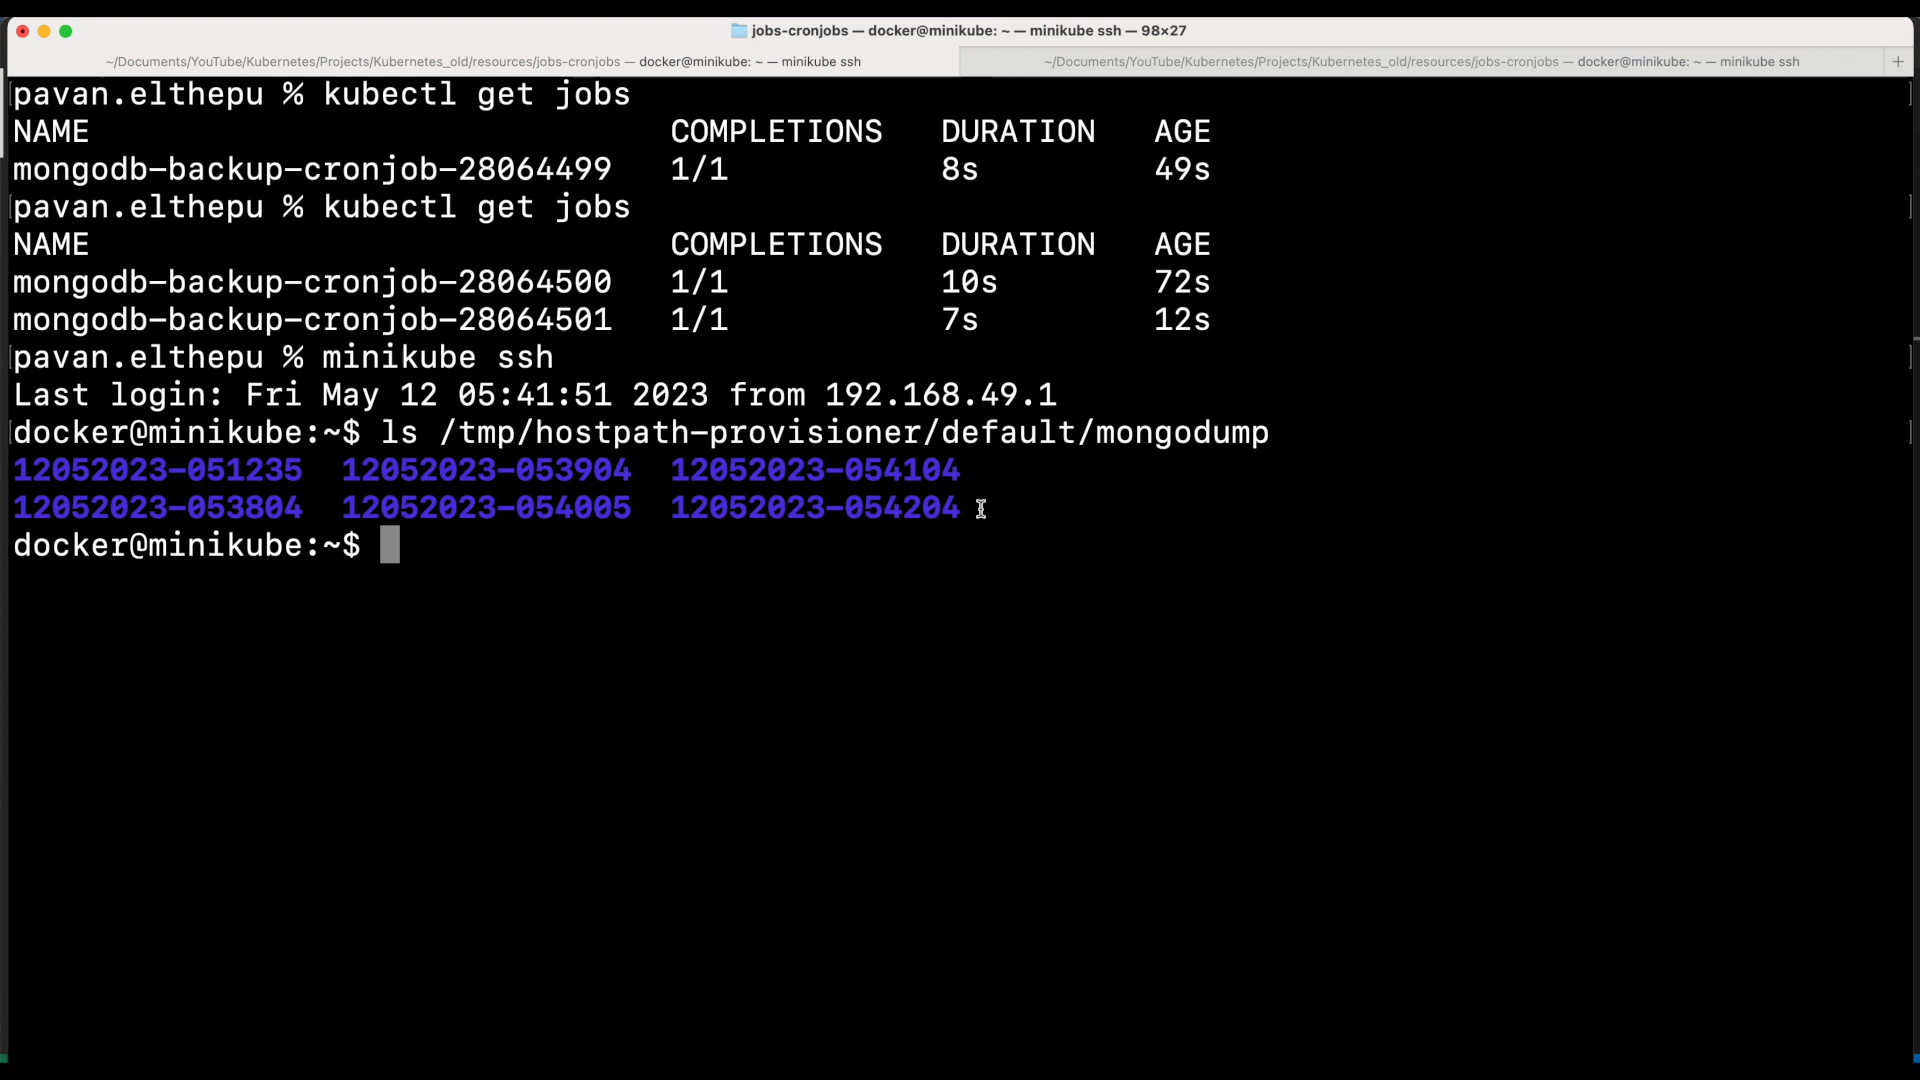 jobs-cronjobs — docker@minikube: ~ — minikube ssh — 98×27
~/Documents/YouTube/Kubernetes/Projects/Kubernetes_old/resources/jobs-cronjobs — docker@minikube: ~ — minikube ssh
~/Documents/YouTube/Kubernetes/Projects/Kubernetes_old/resources/jobs-cronjobs — docker@minikube: ~ — minikube ssh +
[pavan.elthepu % kubectl get jobs ]
NAME COMPLETIONS DURATION AGE
mongodb-backup-cronjob-28064499 1/1 8s 49s
[pavan.elthepu % kubectl get jobs ]
NAME COMPLETIONS DURATION AGE
mongodb-backup-cronjob-28064500 1/1 10s 72s
mongodb-backup-cronjob-28064501 1/1 7s 12s
[pavan.elthepu % minikube ssh ]
Last login: Fri May 12 05:41:51 2023 from 192.168.49.1
[docker@minikube:~$ ls /tmp/hostpath-provisioner/default/mongodump ]
12052023-051235 12052023-053904 12052023-054104
12052023-053804 12052023-054005 12052023-054204
docker@minikube:~$